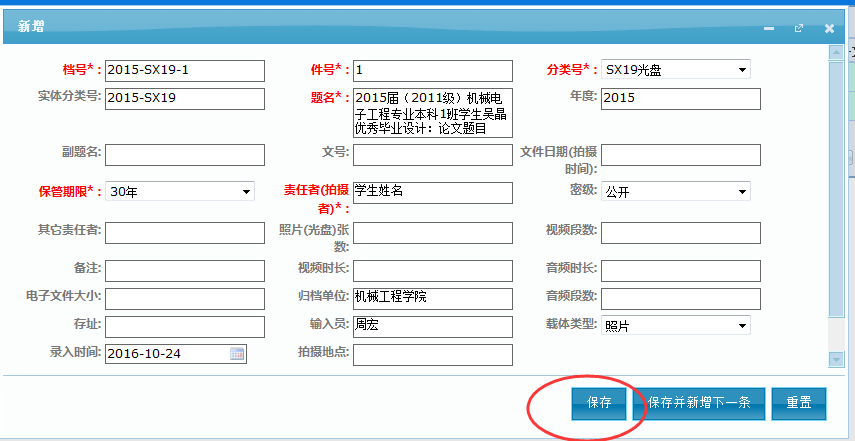 新增
档号*： 2015-SX19-1 件号*： 1 分类号*： SX19光盘
实体分类号: 2015-SX19 题名*： 2015届（2011级）机械电 年度: 2015
子工程专业本科1班学生吴晶
优秀毕业设计：论文题目
副题名: 文号: 文件日期(拍摄
时间):
保管期限*： 30年 责任者(拍摄 学生姓名 密级: 公开
者)*：
其它责任者: 照片(光盘)张 视频段数:
数:
备注: 视频时长: 音频时长:
电子文件大小: 归档单位: 机械工程学院 音频段数:
存址: 输入员: 周宏 载体类型: 照片
录入时间: 2016-10-24 拍摄地点:
保存 保存并新增下一条 重置